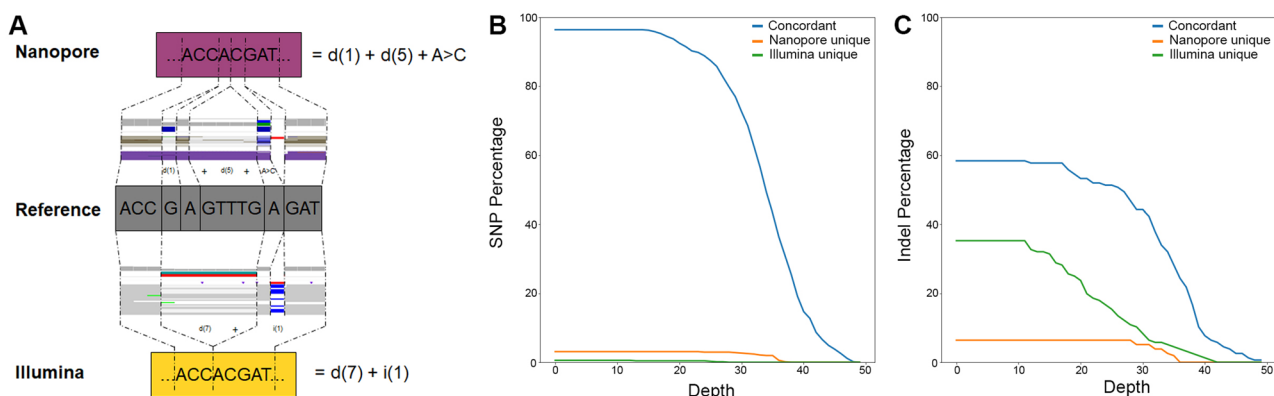 A
Nanopore
...ACCACGAT... = d(1) + d(5) + A>C
d(1) + d(5) + A>C
Reference
ACC G A GTTTG A GAT
d(7) + i(1)
Illumina
...ACCACGAT... = d(7) + i(1)
B
100
80
60
40
20
0
SNP Percentage
0 10 20 30 40 50
Depth
Concordant
Nanopore unique
Illumina unique
C
100
80
60
40
20
0
Indel Percentage
0 10 20 30 40 50
Depth
Concordant
Nanopore unique
Illumina unique